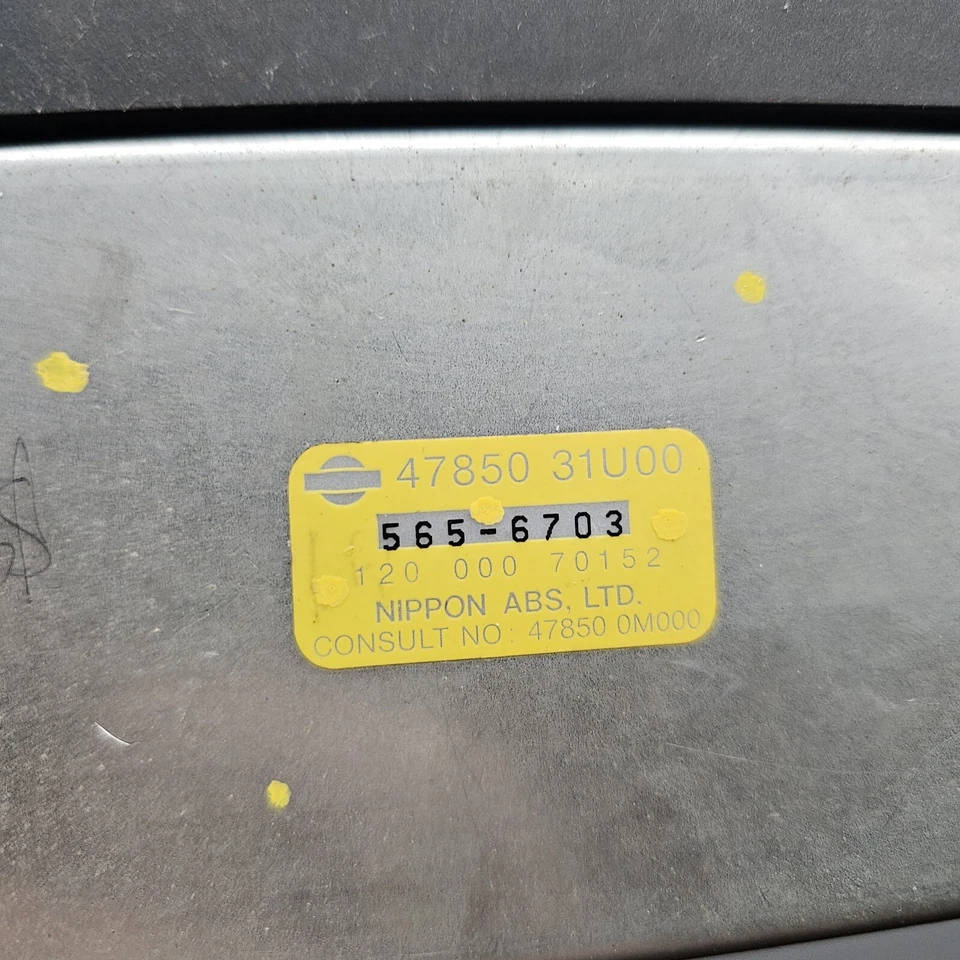 47850 31U00
565-6703
120 000 70152
NIPPON ABS, LTD.
CONSULT NO: 47850 0M000